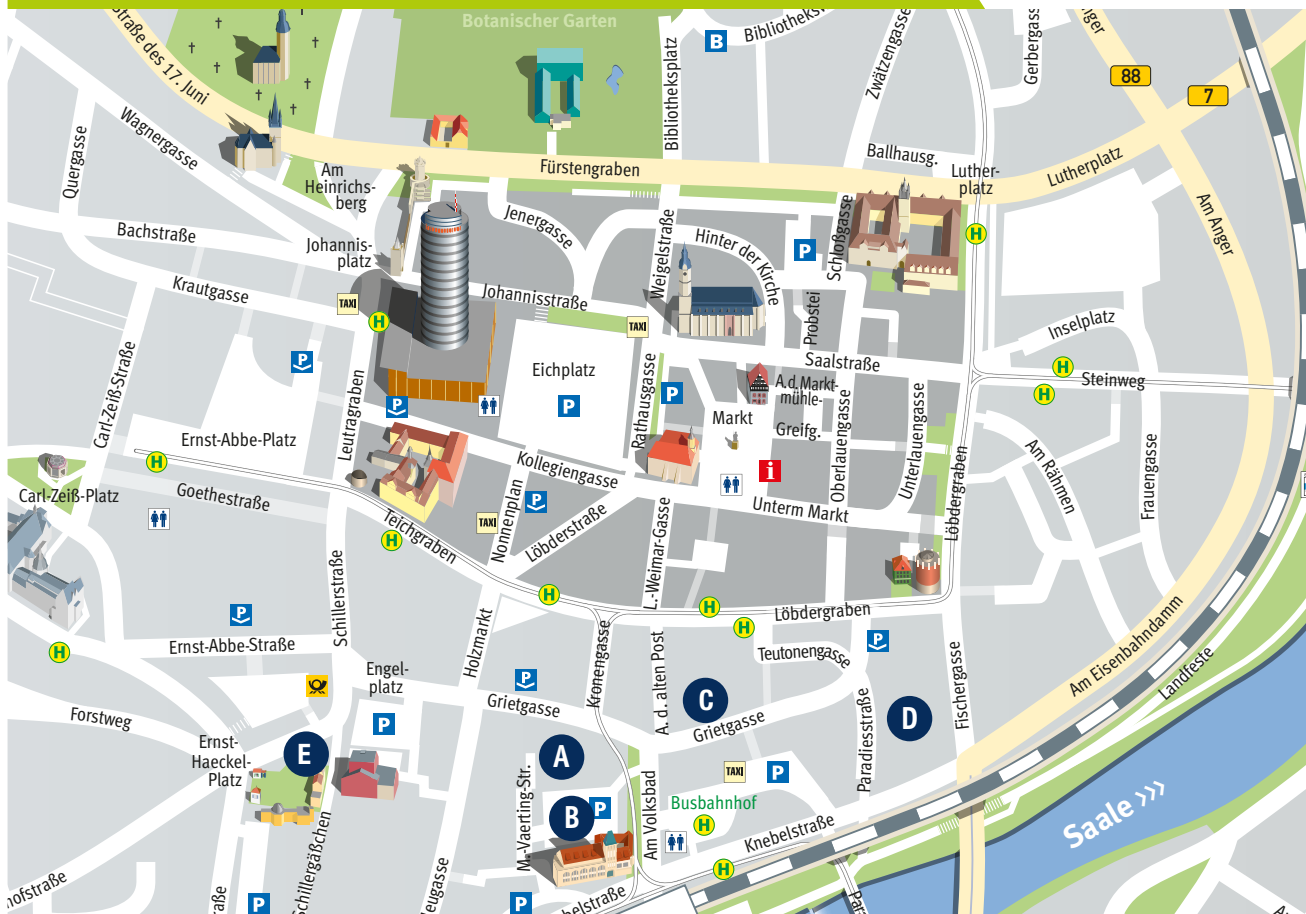 Botanischer Garten
B
Bibliothekspl
Bibliotheksplatz
Zwätzengasse
Gerbergasse
88
7
Straße des 17. Juni
Wagnergasse
Quergasse
Am
Heinrichs-
berg
Fürstengraben
Ballhausg.
Luther-
platz
Lutherplatz
Am Anger
Bachstraße
Johannis-
platz
Jenergasse
Weigelstraße
Hinter der Kirche
P
Schloßgasse
H
Krautgasse
TAXI
H
Johannisstraße
TAXI
Probstei
Inselplatz
Saalstraße
H
Steinweg
H
Carl-Zeiß-Straße
P
Leutragraben
P
Eichplatz
P
Rathausgasse
P
A.d. Markt-
mühle-
Markt
Greifg.
Oberlauengasse
Unterlauengasse
Löbdergraben
Am Rähmen
Frauengasse
Ernst-Abbe-Platz
H
Goethestraße
Carl-Zeiß-Platz
Kollegiengasse
i
Unterm Markt
Teichgraben
H
TAXI
Nonnenplan
P
Löbderstraße
L.-Weimar-Gasse
Schillerstraße
P
H
H
Löbdergraben
H
Ernst-Abbe-Straße
H
Holzmarkt
Kronengasse
Teutonengasse
P
Fischergasse
Am Eisenbahndamm
Landfeste
Engel-
platz
P
P
Grietgasse
A. d. alten Post
C
Grietgasse
Paradiesstraße
D
Forstweg
Ernst-
Haeckel-
Platz
E
A
M.-Vaerting-Str.
B
P
Am Volksbad
TAXI
P
Busbahnhof
H
Knebelstraße
H
Saale >>>
Schillergäßchen
P
P